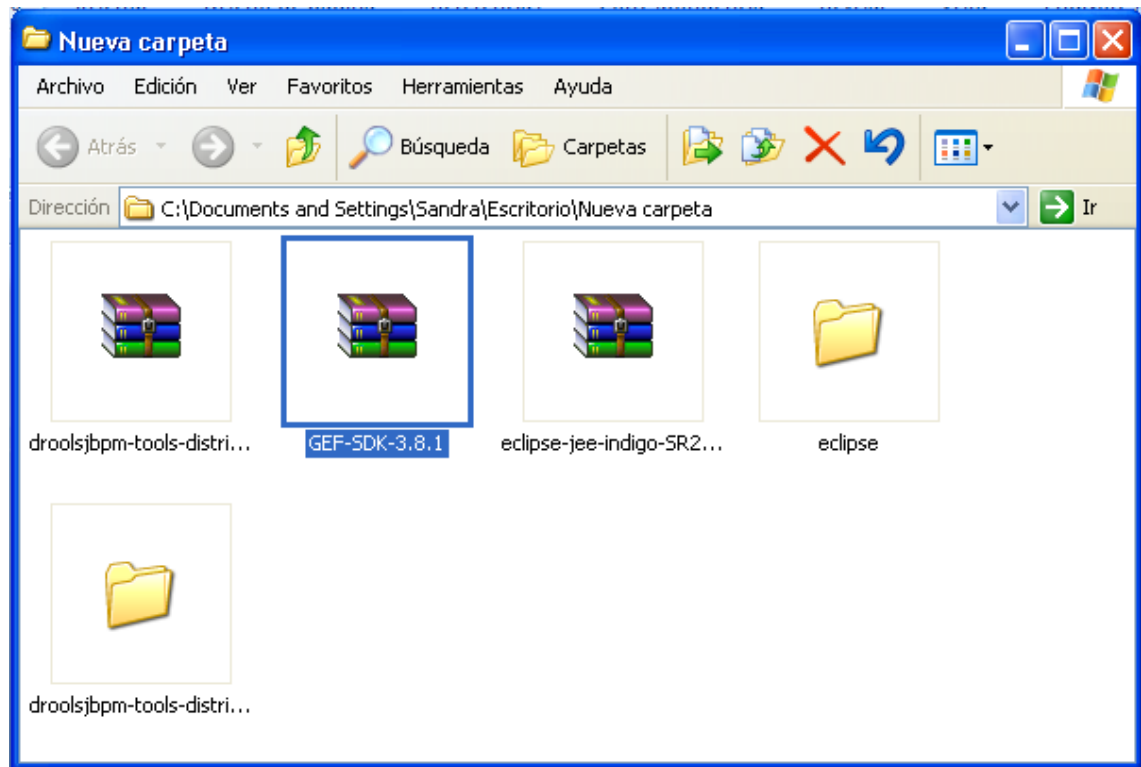 Nueva carpeta
Archivo Edición Ver Favoritos Herramientas Ayuda
Atrás Búsqueda Carpetas
Dirección C:\Documents and Settings\Sandra\Escritorio\Nueva carpeta Ir
droolsjbpm-tools-distri... GEF-SDK-3.8.1 eclipse-jee-indigo-SR2... eclipse
droolsjbpm-tools-distri...